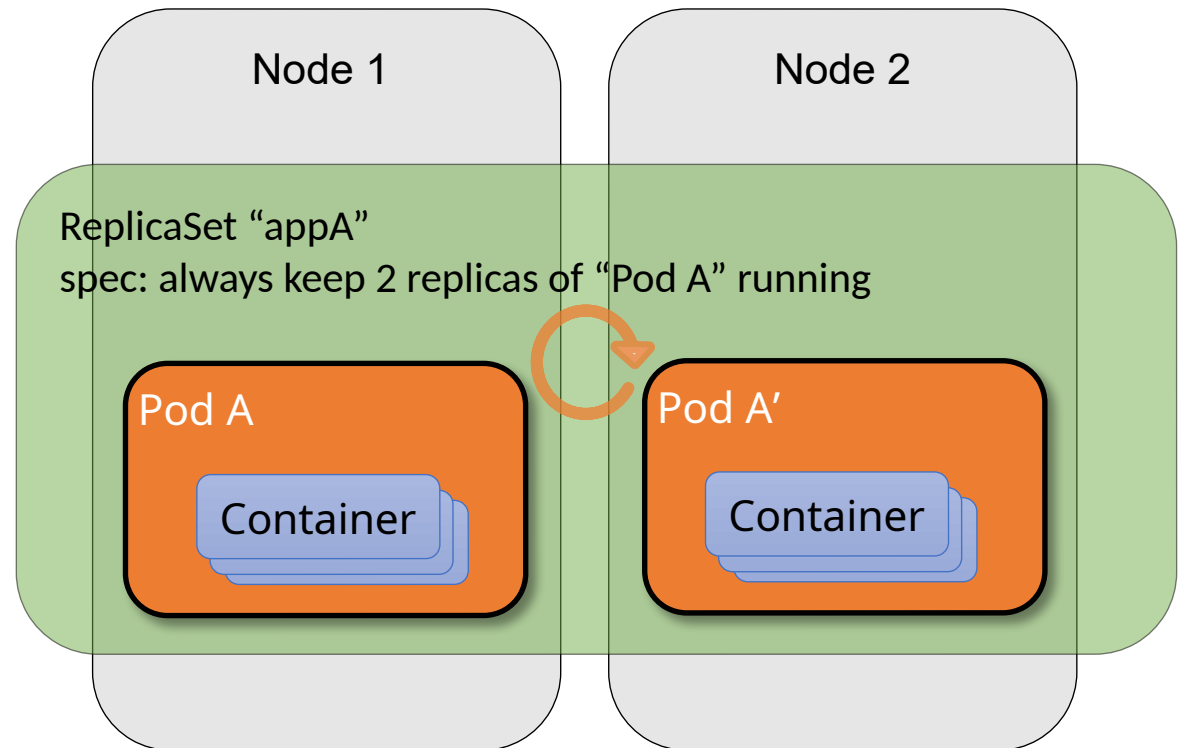 Node 1
Node 2
ReplicaSet “appA”
spec: always keep 2 replicas of “Pod A” running
Pod A
Pod A’
Container
Container